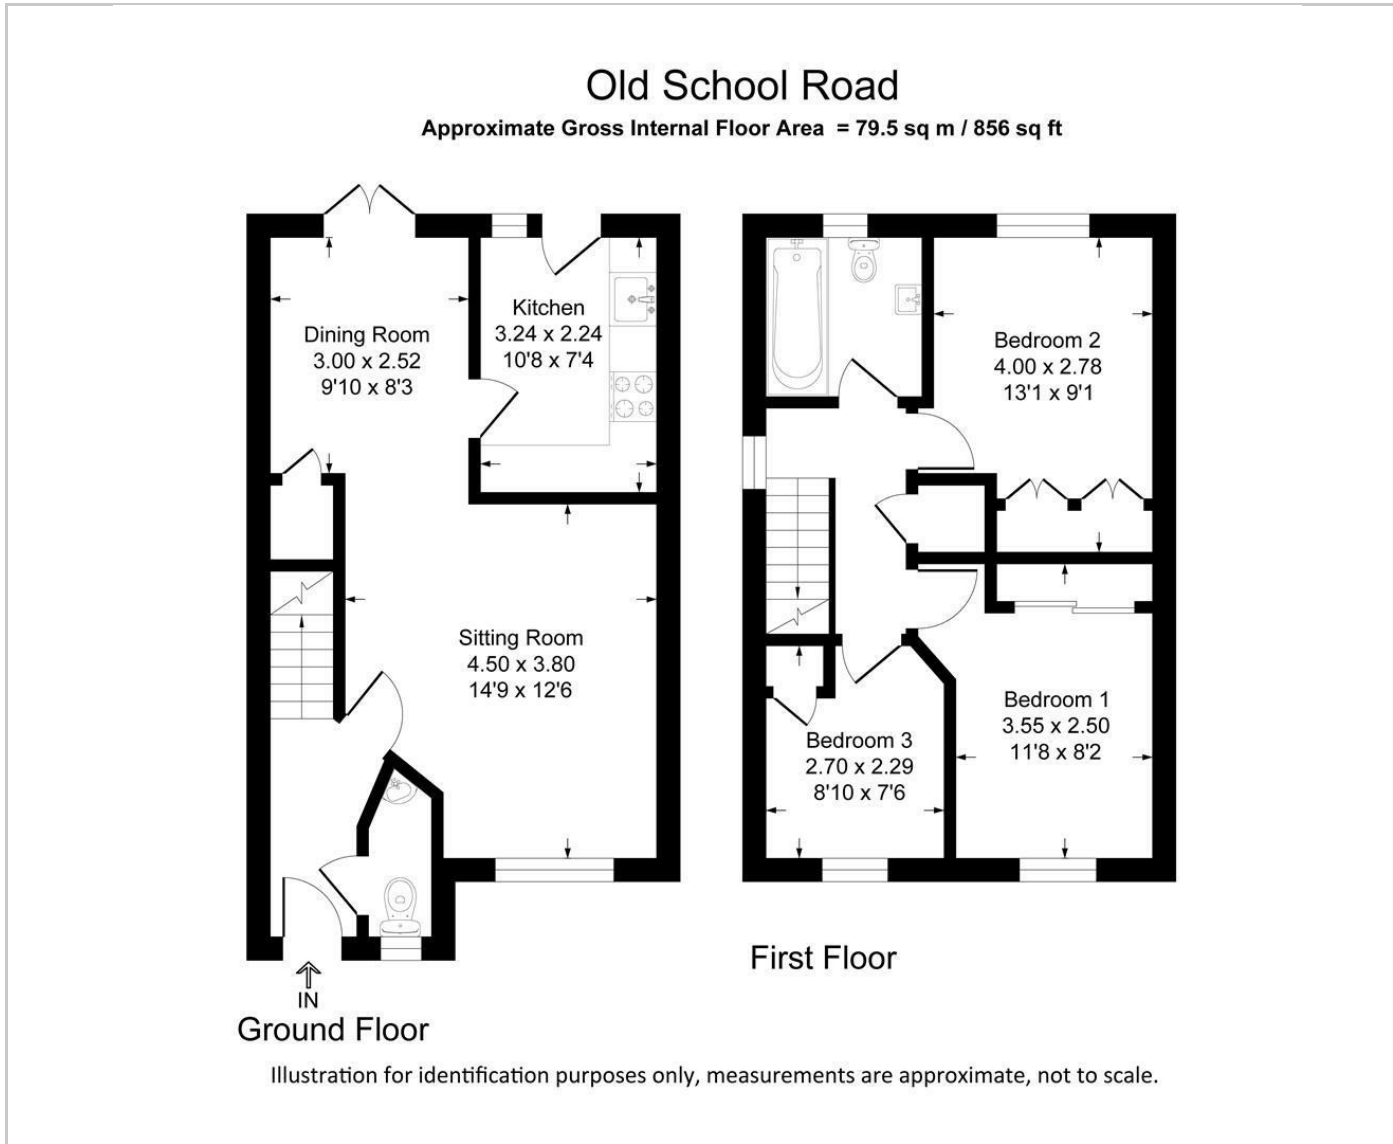 Old School Road
Approximate Gross Internal Floor Area = 79.5 sq m / 856 sq ft
Dining Room
3.00 x 2.52
9'10 x 8'3
Kitchen
3.24 x 2.24
10'8 x 7'4
Sitting Room
4.50 x 3.80
14'9 x 12'6
IN
Ground Floor
Bedroom 2
4.00 x 2.78
13'1 x 9'1
Bedroom 1
3.55 x 2.50
11'8 x 8'2
Bedroom 3
2.70 x 2.29
8'10 x 7'6
First Floor
Illustration for identification purposes only, measurements are approximate, not to scale.